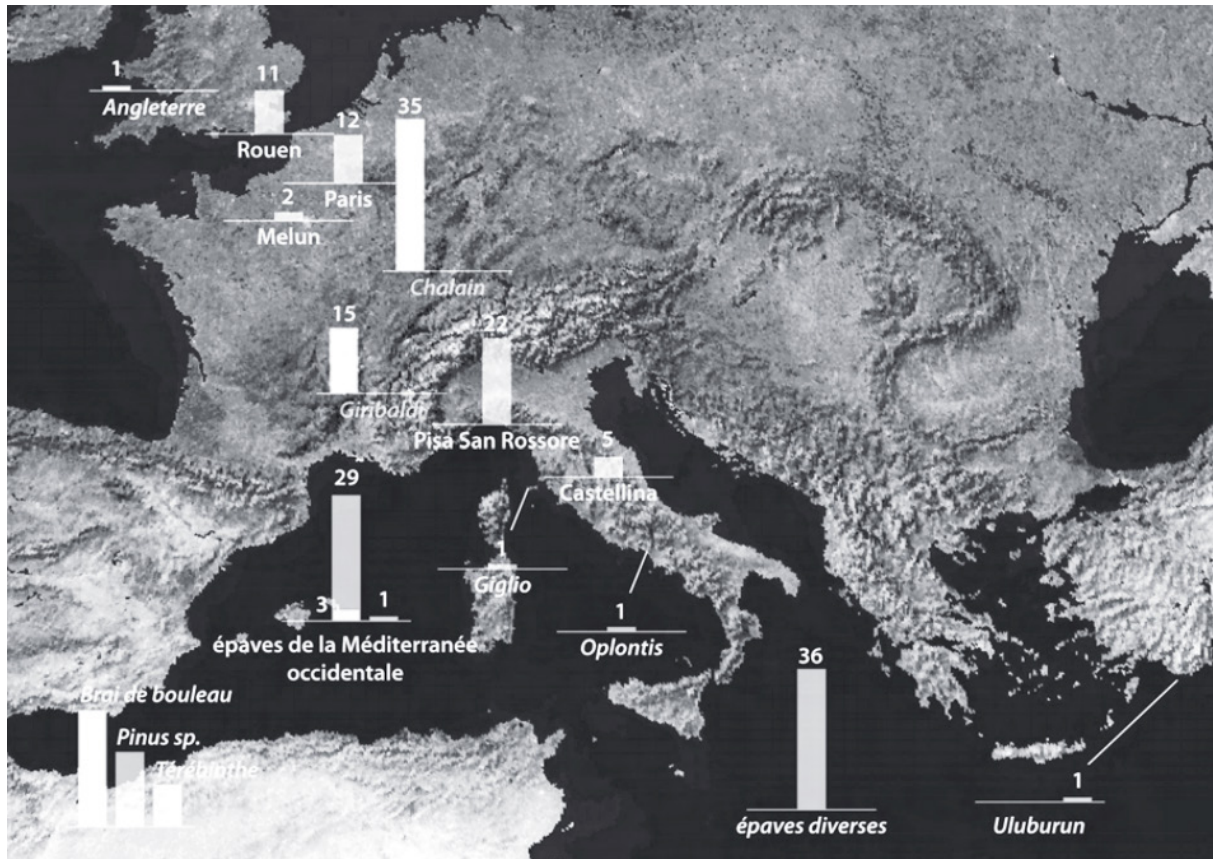 1
Angleterre
11
Rouen
12
Paris
35
2
Melun
Chalain
15
Giribaldi
22
Pisa San Rossore
5
Castellina
29
1
Giglio
3
1
épaves de la Méditerranée
occidentale
1
Oplontis
36
épaves diverses
1
Uluburun
Brai de bouleau
Pinus sp.
Térébinthe